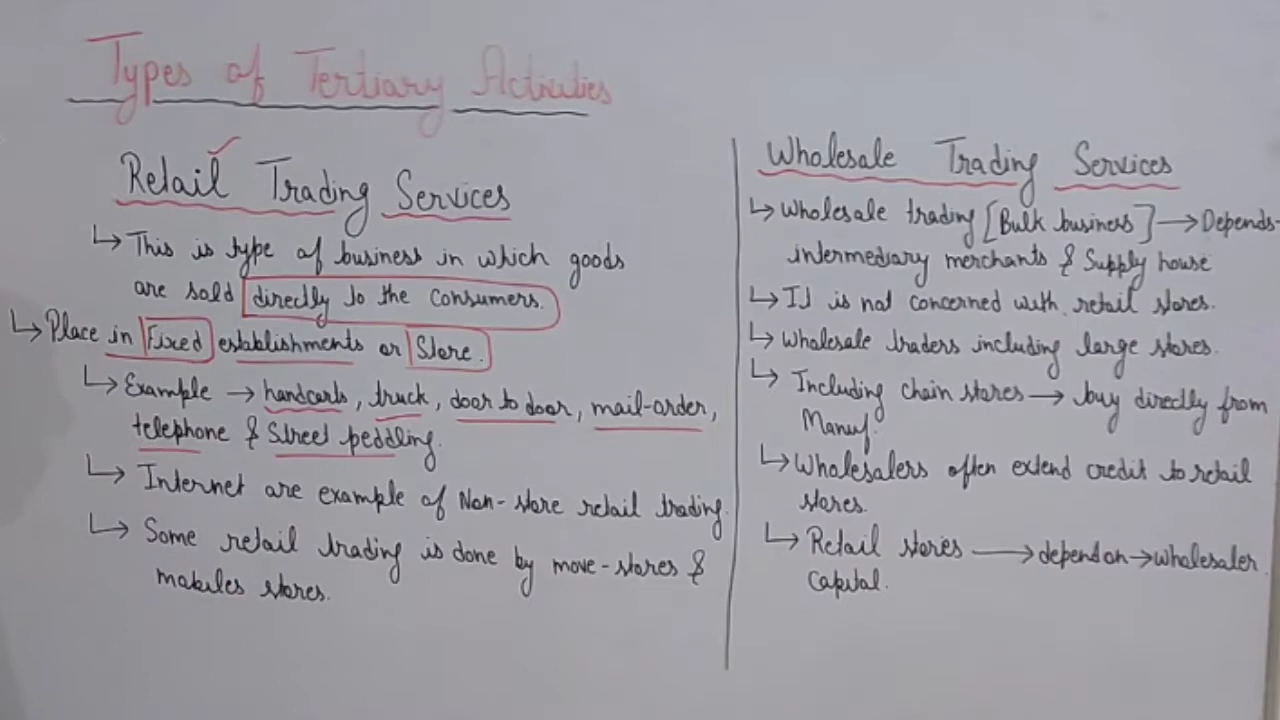 Types of Tertiary Activities
Retail Trading Services
↳ This is type of business in which goods
are sold directly to the consumers.
↳ Place in Fixed establishments or Store.
↳ Example → handcarts, truck, door to door, mail-order,
telephone & Street peddling.
↳ Internet are example of Non-store retail trading.
↳ Some retail trading is done by move-stores &
mobiles stores.
Wholesale Trading Services
↳ Wholesale trading [Bulk business] → Depends-
intermediary merchants & Supply house
↳ It is not concerned with retail stores.
↳ Wholesale traders including large stores.
↳ Including chain stores → buy directly from
Manuf.
↳ Wholesalers often extend credit to retail
stores.
↳ Retail stores → depend on → wholesaler
Capital.